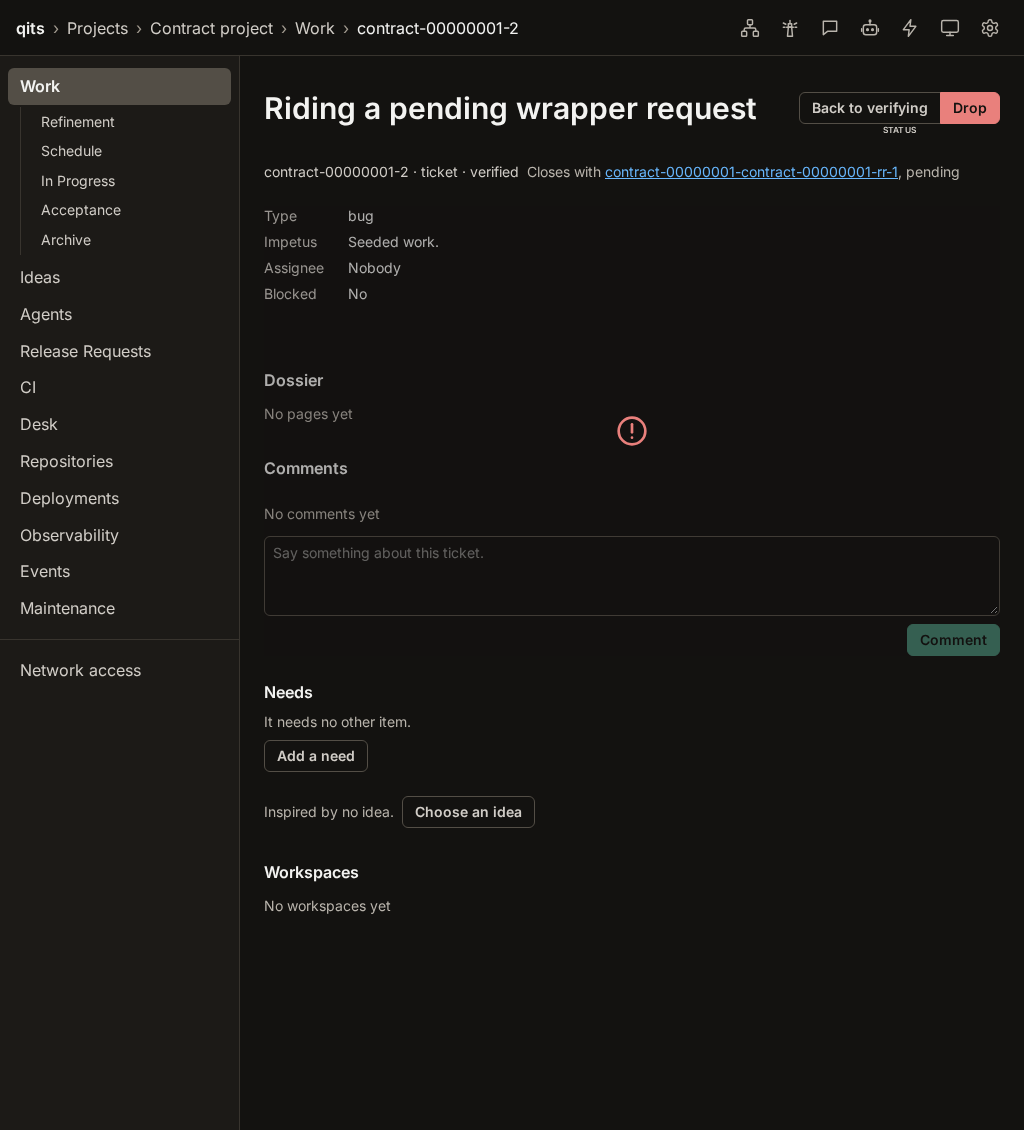 qits › Projects › Contract project › Work › contract-00000001-2
Work
Refinement
Schedule
In Progress
Acceptance
Archive
Ideas
Agents
Release Requests
CI
Desk
Repositories
Deployments
Observability
Events
Maintenance
Network access
Riding a pending wrapper request
Back to verifying
Drop
STATUS
contract-00000001-2 · ticket · verified Closes with contract-00000001-contract-00000001-rr-1, pending
Type bug
Impetus Seeded work.
Assignee Nobody
Blocked No
Dossier
No pages yet
Comments
No comments yet
Say something about this ticket.
Comment
Needs
It needs no other item.
Add a need
Inspired by no idea. Choose an idea
Workspaces
No workspaces yet